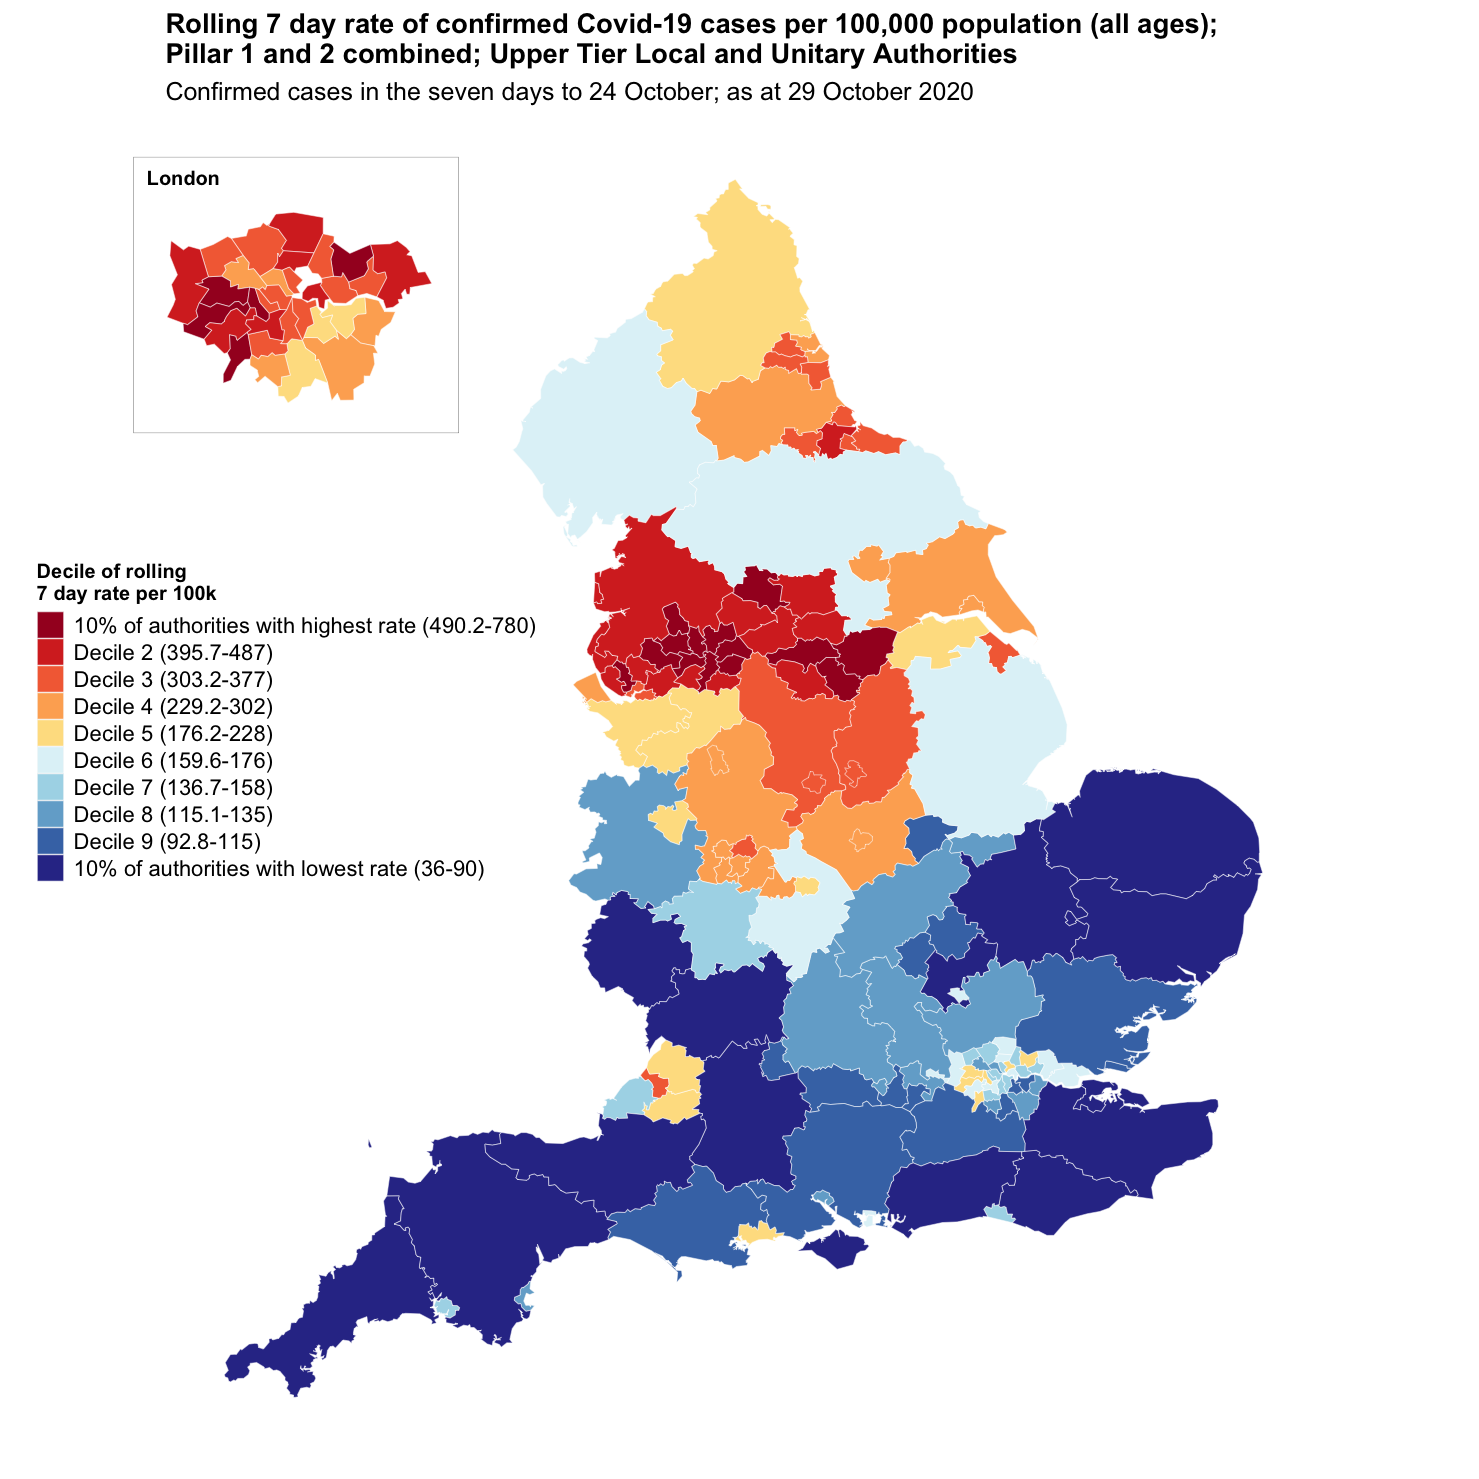 Rolling 7 day rate of confirmed Covid-19 cases per 100,000 population (all ages);
Pillar 1 and 2 combined; Upper Tier Local and Unitary Authorities
Confirmed cases in the seven days to 24 October; as at 29 October 2020
London
Decile of rolling
7 day rate per 100k
10% of authorities with highest rate (490.2-780)
Decile 2 (395.7-487)
Decile 3 (303.2-377)
Decile 4 (229.2-302)
Decile 5 (176.2-228)
Decile 6 (159.6-176)
Decile 7 (136.7-158)
Decile 8 (115.1-135)
Decile 9 (92.8-115)
10% of authorities with lowest rate (36-90)